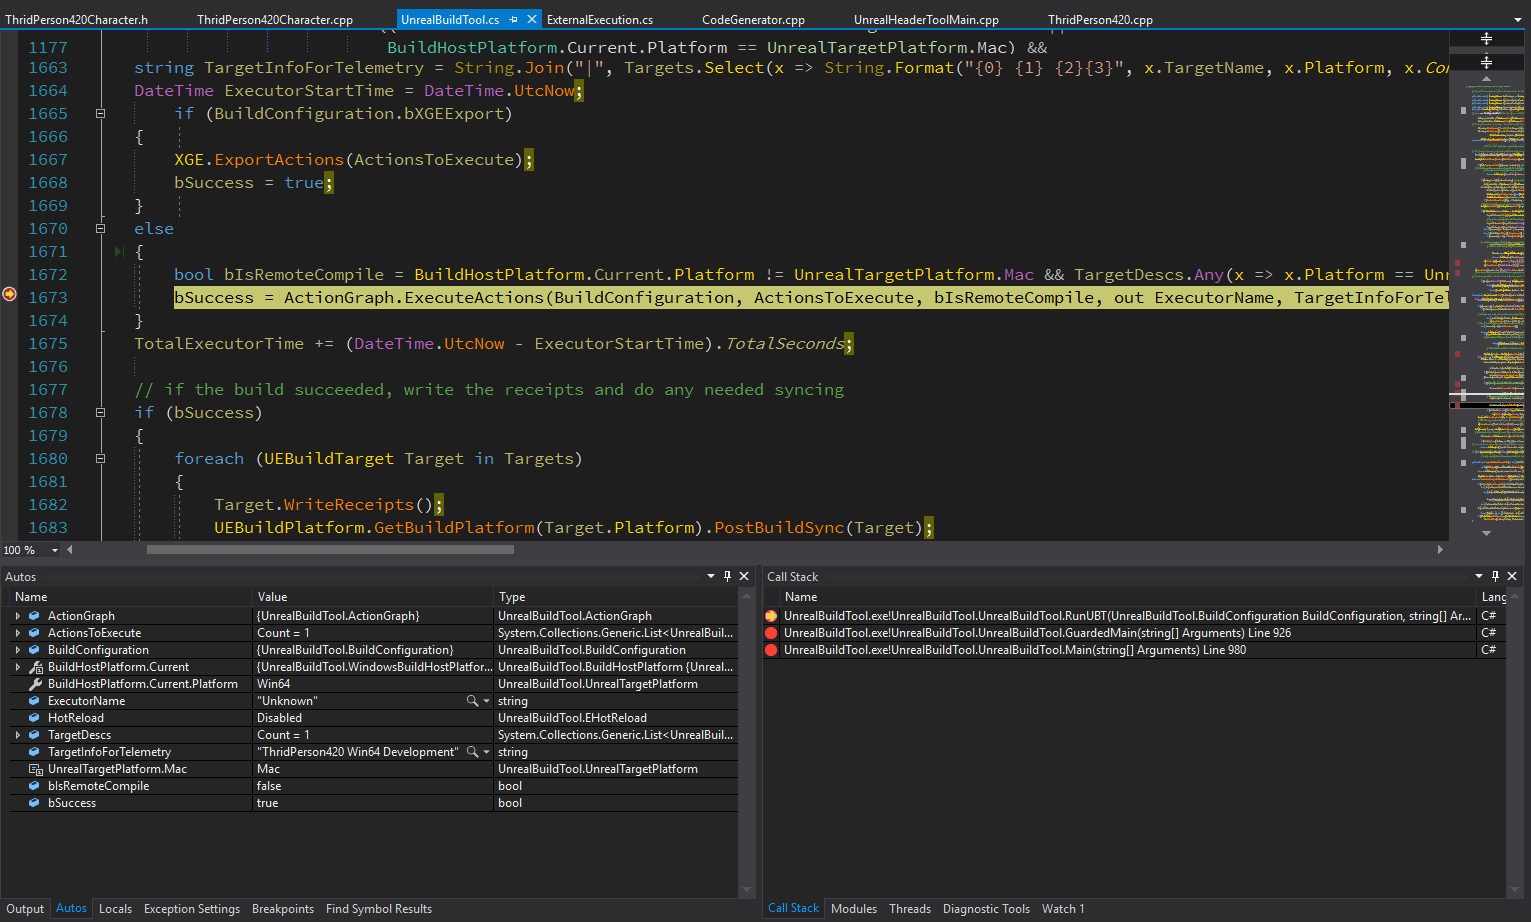 ThridPerson420Character.h ThridPerson420Character.cpp UnrealBuildTool.cs ExternalExecution.cs CodeGenerator.cpp UnrealHeaderToolMain.cpp ThridPerson420.cpp
1177 BuildHostPlatform.Current.Platform == UnrealTargetPlatform.Mac) &&
1663 string TargetInfoForTelemetry = String.Join("|", Targets.Select(x => String.Format("{0} {1} {2}{3}", x.TargetName, x.Platform, x.Co
1664 DateTime ExecutorStartTime = DateTime.UtcNow;
1665 if (BuildConfiguration.bXGEExport)
1666 {
1667 XGE.ExportActions(ActionsToExecute);
1668 bSuccess = true;
1669 }
1670 else
1671 {
1672 bool bIsRemoteCompile = BuildHostPlatform.Current.Platform != UnrealTargetPlatform.Mac && TargetDescs.Any(x => x.Platform == Unr
1673 bSuccess = ActionGraph.ExecuteActions(BuildConfiguration, ActionsToExecute, bIsRemoteCompile, out ExecutorName, TargetInfoForTel
1674 }
1675 TotalExecutorTime += (DateTime.UtcNow - ExecutorStartTime).TotalSeconds;
1676
1677 // if the build succeeded, write the receipts and do any needed syncing
1678 if (bSuccess)
1679 {
1680 foreach (UEBuildTarget Target in Targets)
1681 {
1682 Target.WriteReceipts();
1683 UEBuildPlatform.GetBuildPlatform(Target.Platform).PostBuildSync(Target);
100 %
Autos
Name Value Type
ActionGraph {UnrealBuildTool.ActionGraph} UnrealBuildTool.ActionGraph
ActionsToExecute Count = 1 System.Collections.Generic.List<UnrealBuil...
BuildConfiguration {UnrealBuildTool.BuildConfiguration} UnrealBuildTool.BuildConfiguration
BuildHostPlatform.Current {UnrealBuildTool.WindowsBuildHostPlatfor... UnrealBuildTool.BuildHostPlatform {Unreal...
BuildHostPlatform.Current.Platform Win64 UnrealBuildTool.UnrealTargetPlatform
ExecutorName "Unknown" string
HotReload Disabled UnrealBuildTool.EHotReload
TargetDescs Count = 1 System.Collections.Generic.List<UnrealBuil...
TargetInfoForTelemetry "ThridPerson420 Win64 Development" string
UnrealTargetPlatform.Mac Mac UnrealBuildTool.UnrealTargetPlatform
bIsRemoteCompile false bool
bSuccess true bool
Call Stack
Name Lang
UnrealBuildTool.exe!UnrealBuildTool.UnrealBuildTool.RunUBT(UnrealBuildTool.BuildConfiguration BuildConfiguration, string[] Ar... C#
UnrealBuildTool.exe!UnrealBuildTool.UnrealBuildTool.GuardedMain(string[] Arguments) Line 926 C#
UnrealBuildTool.exe!UnrealBuildTool.UnrealBuildTool.Main(string[] Arguments) Line 980 C#
Output Autos Locals Exception Settings Breakpoints Find Symbol Results
Call Stack Modules Threads Diagnostic Tools Watch 1